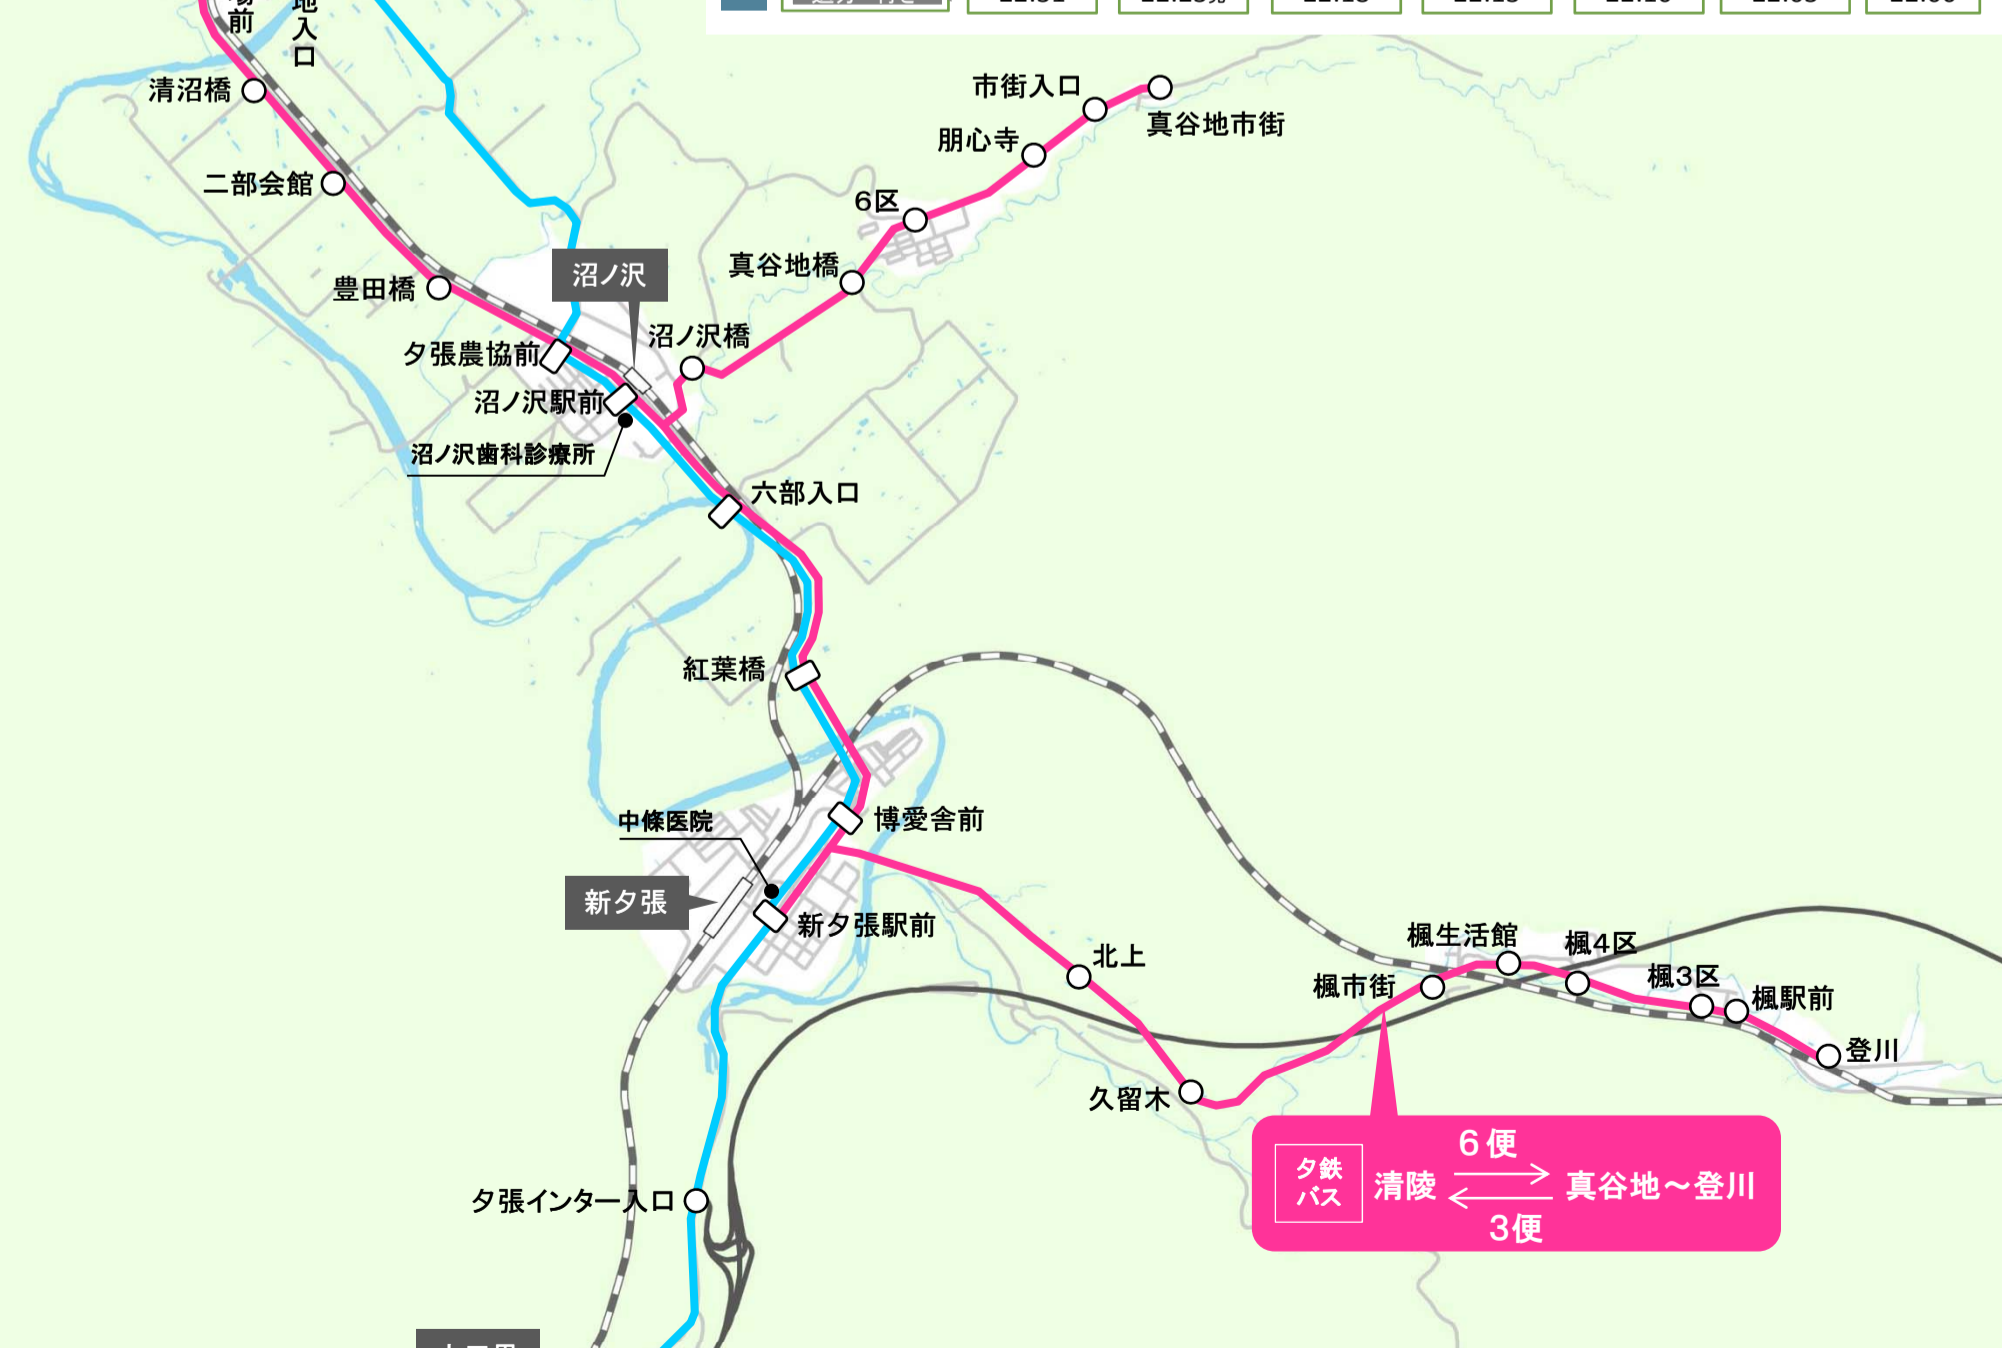 地入口
前
清沼橋
二部会館
豊田橋
夕張農協前
沼ノ沢
沼ノ沢駅前
沼ノ沢歯科診療所
沼ノ沢橋
真谷地橋
6区
朋心寺
市街入口
真谷地市街
六部入口
紅葉橋
博愛舎前
中條医院
新夕張
新夕張駅前
北上
久留木
楓市街
楓生活館
楓4区
楓3区
楓駅前
登川
夕鉄
バス
清陵
6便
3便
真谷地～登川
夕張インター入口